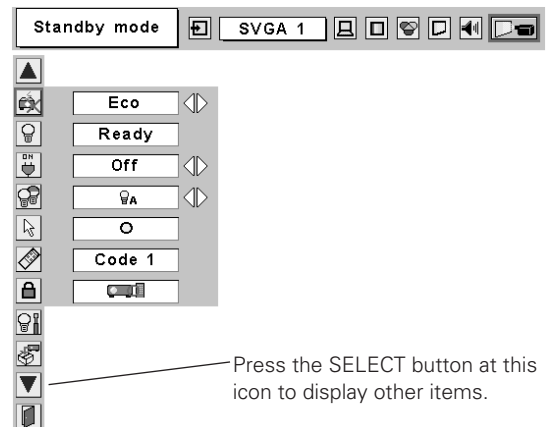 Standby mode
SVGA 1
Eco
Ready
ON
Off
A
Code 1
Press the SELECT button at this
icon to display other items.